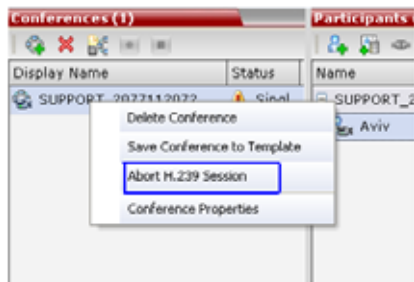 Conferences (1)
Participants
Display Name Status Name
SUPPORT_2077112072 Singl SUPPORT_2
Aviv
Delete Conference
Save Conference to Template
Abort H.239 Session
Conference Properties